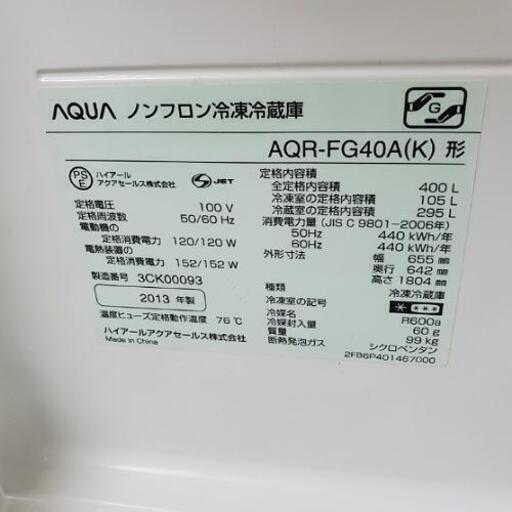 AQUA ノンフロン冷凍冷蔵庫
G
AQR-FG40A(K) 形
PS E
ハイアール
アクアセールス株式会社
JET
定格電圧 100 V
定格周波数 50/60 Hz
電動機の
定格消費電力 120/120 W
電熱装置の
定格消費電力 152/152 W
製造番号 3CK00093
2013 年製
温度ヒューズ定格動作温度 76℃
ハイアールアクアセールス株式会社
Made in China
定格内容積
全定格内容積 400 L
冷凍室の定格内容積 105 L
冷蔵室の定格内容積 295 L
消費電力量 (JIS C 9801-2006年)
50Hz 440 kWh/年
60Hz 440 kWh/年
外形寸法 幅 655 mm
奥行 642 mm
高さ 1804 mm
種類 冷凍冷蔵庫
冷凍室の記号
冷媒名 R600a
冷媒封入量 60 g
質量 99 kg
断熱発泡ガス シクロペンタン
2FB6P401467000